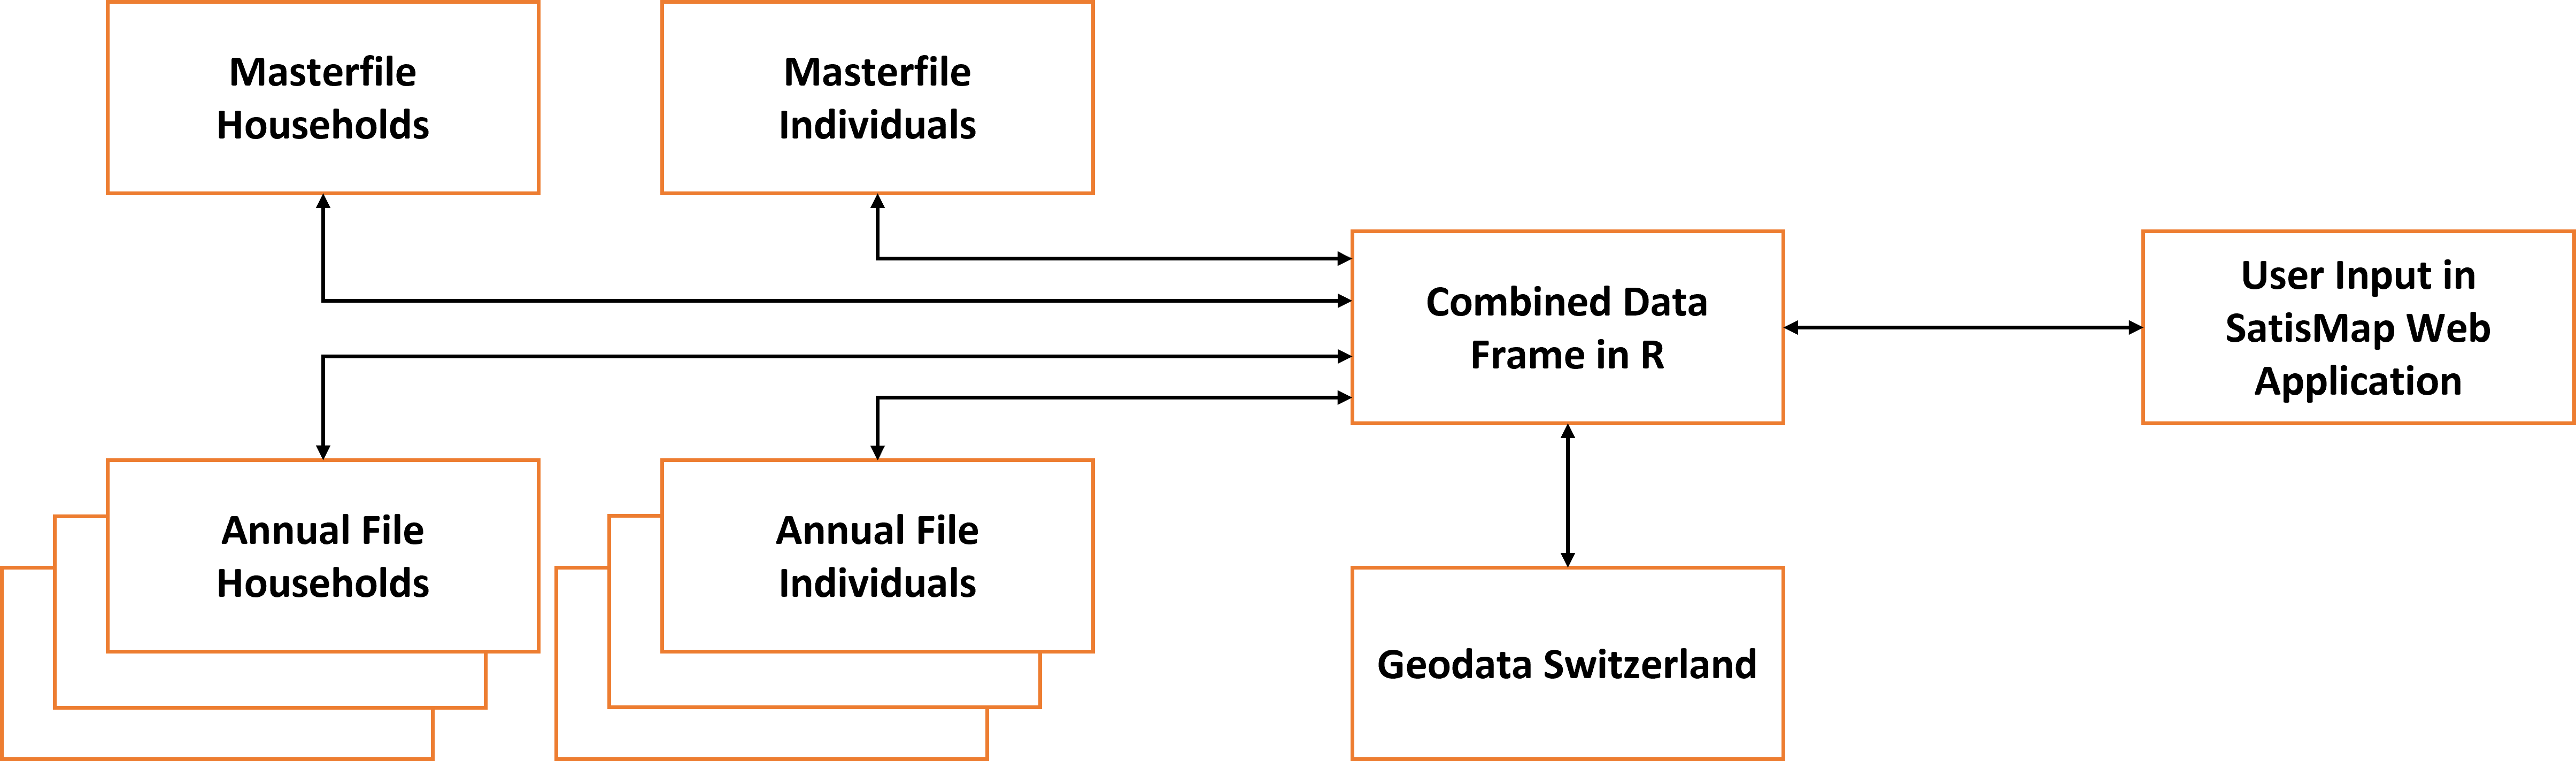 Masterfile
Households
Masterfile
Individuals
Combined Data
Frame in R
User Input in
SatisMap Web
Application
Annual File
Households
Annual File
Individuals
Geodata Switzerland